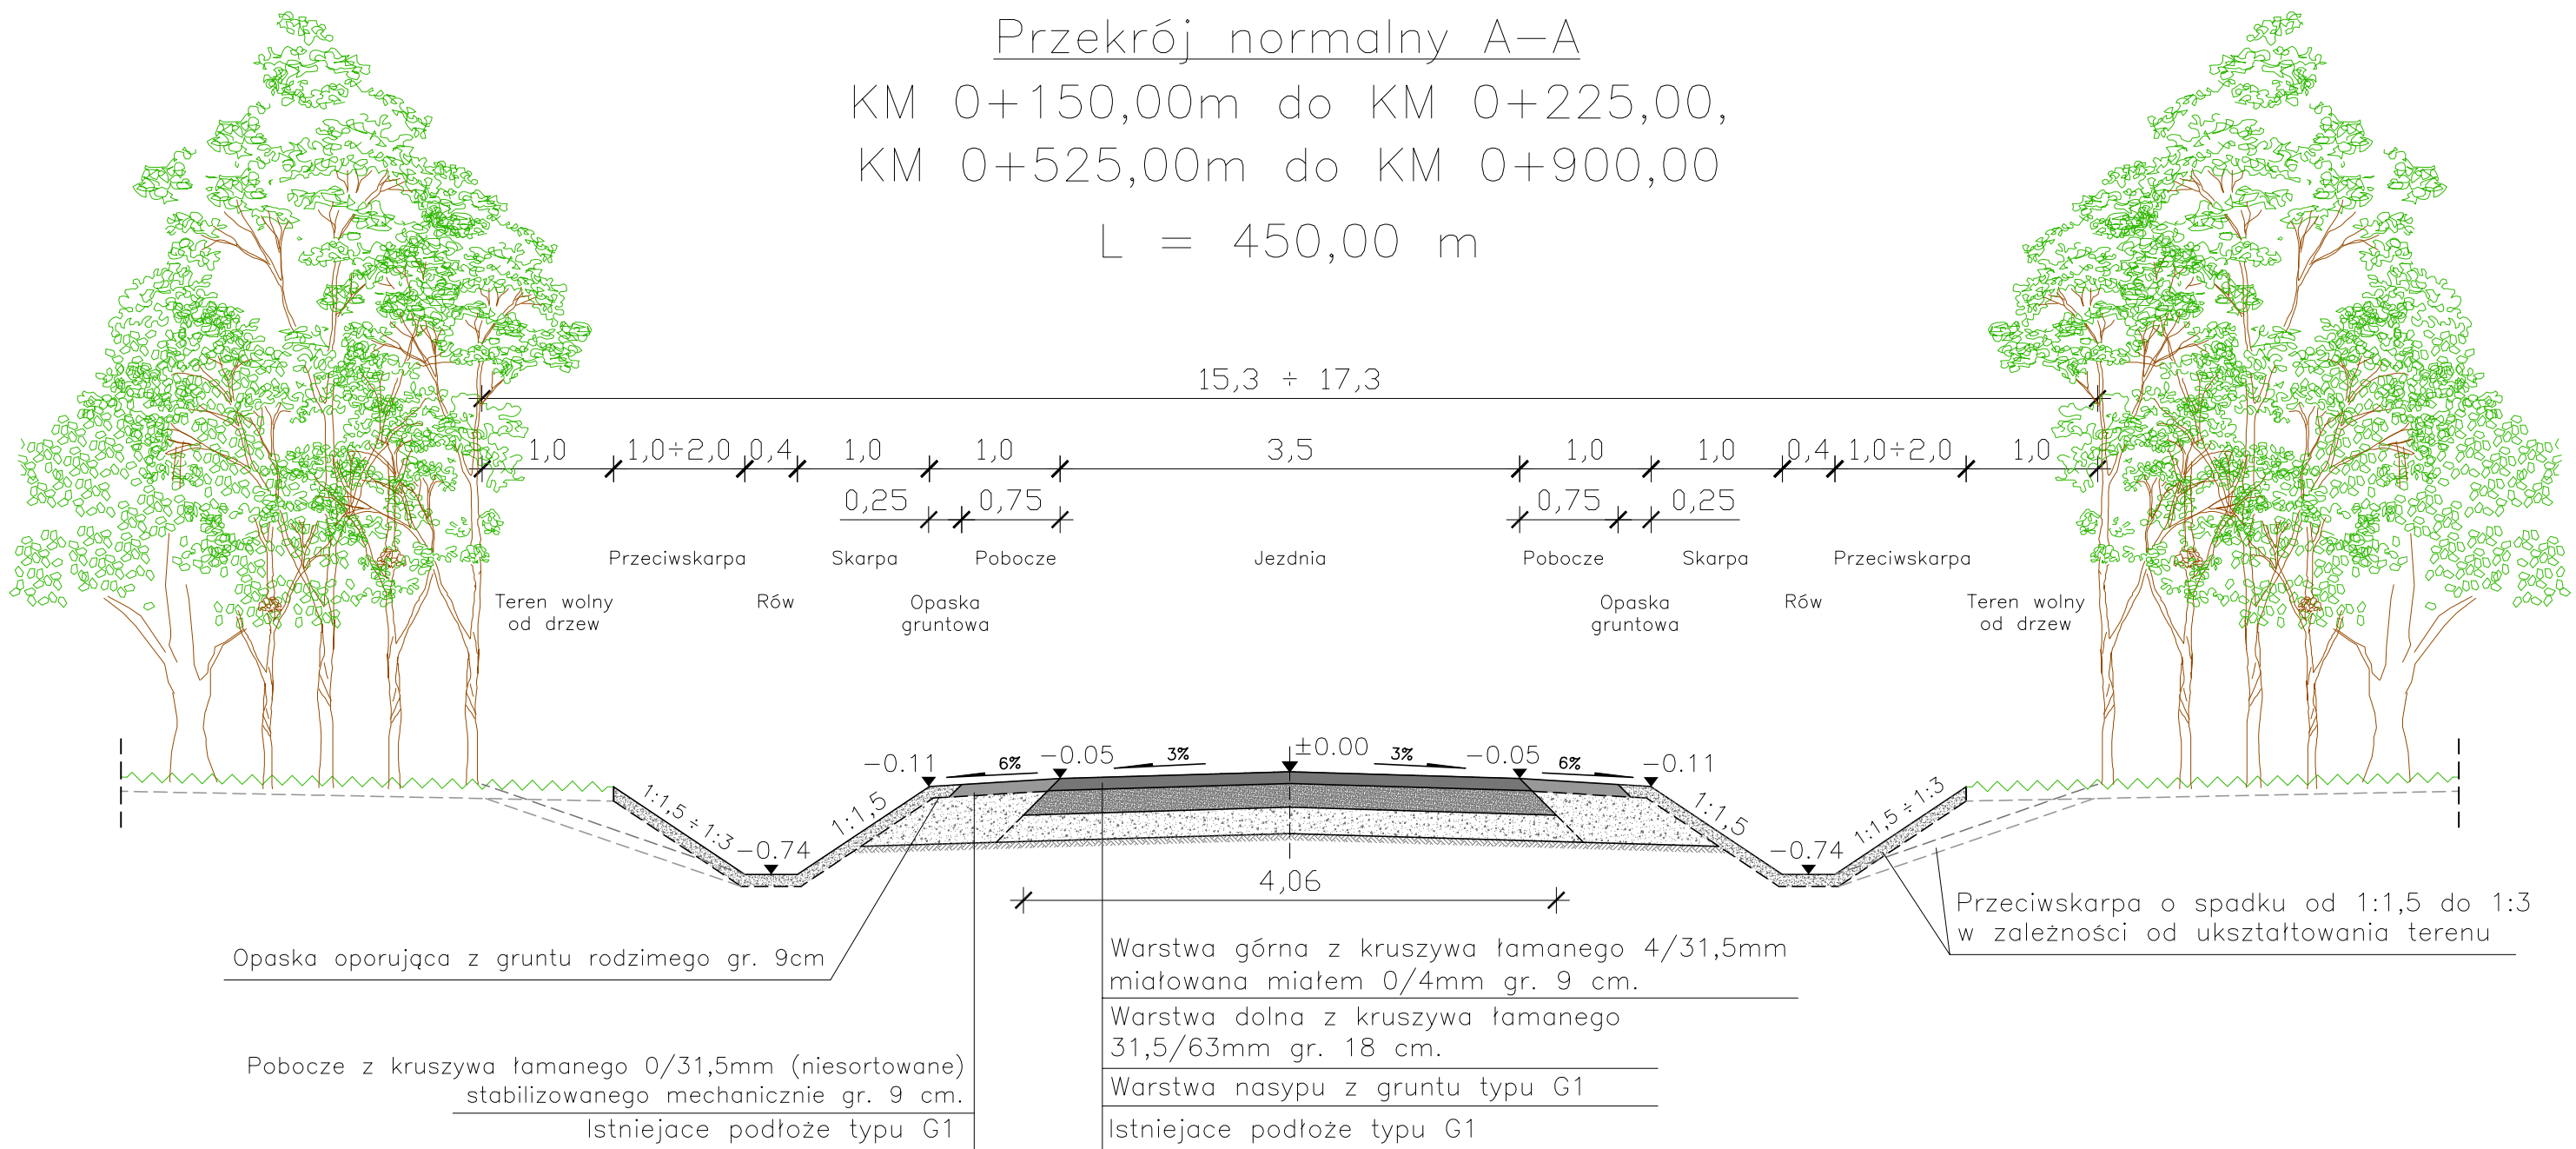 Przekrój normalny A-A
KM 0+150,00m do KM 0+225,00,
KM 0+525,00m do KM 0+900,00
L = 450,00 m
15,3 ÷ 17,3
1,0 1,0÷2,0 0,4 1,0 1,0 3,5 1,0 1,0 0,4 1,0÷2,0 1,0
0,25 0,75 0,75 0,25
Przeciwskarpa Skarpa Pobocze Jezdnia Pobocze Skarpa Przeciwskarpa
Teren wolny
od drzew
Rów
Opaska
gruntowa
Opaska
gruntowa
Rów
Teren wolny
od drzew
-0.11 6% -0.05 3% ±0.00 3% -0.05 6% -0.11
1:1,5 ÷ 1:3 -0.74 1:1,5 1:1,5 -0.74 1:1,5 ÷ 1:3
4,06
Przeciwskarpa o spadku od 1:1,5 do 1:3
w zależności od ukształtowania terenu
Opaska oporująca z gruntu rodzimego gr. 9cm
Warstwa górna z kruszywa łamanego 4/31,5mm
miałowana miałem 0/4mm gr. 9 cm.
Warstwa dolna z kruszywa łamanego
31,5/63mm gr. 18 cm.
Warstwa nasypu z gruntu typu G1
Istniejace podłoże typu G1
Pobocze z kruszywa łamanego 0/31,5mm (niesortowane)
stabilizowanego mechanicznie gr. 9 cm.
Istniejace podłoże typu G1